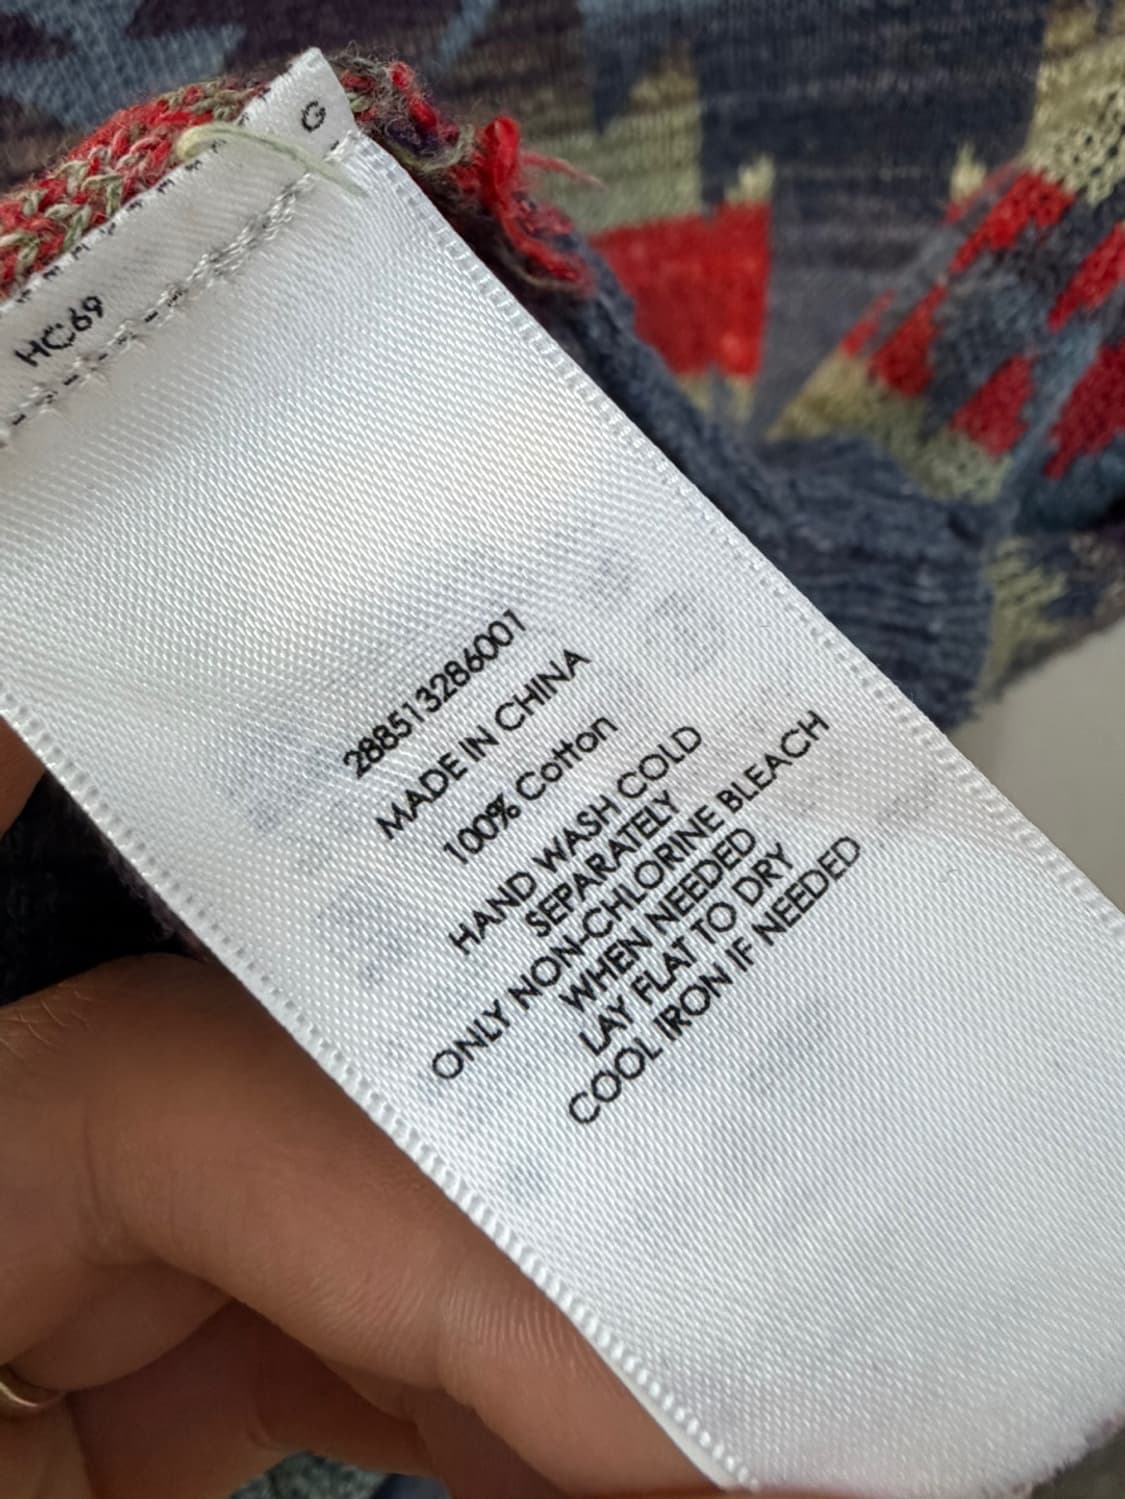 G
HC69
288513286001
MADE IN CHINA
100% Cotton
HAND WASH COLD
SEPARATELY
ONLY NON-CHLORINE BLEACH
WHEN NEEDED
LAY FLAT TO DRY
COOL IRON IF NEEDED